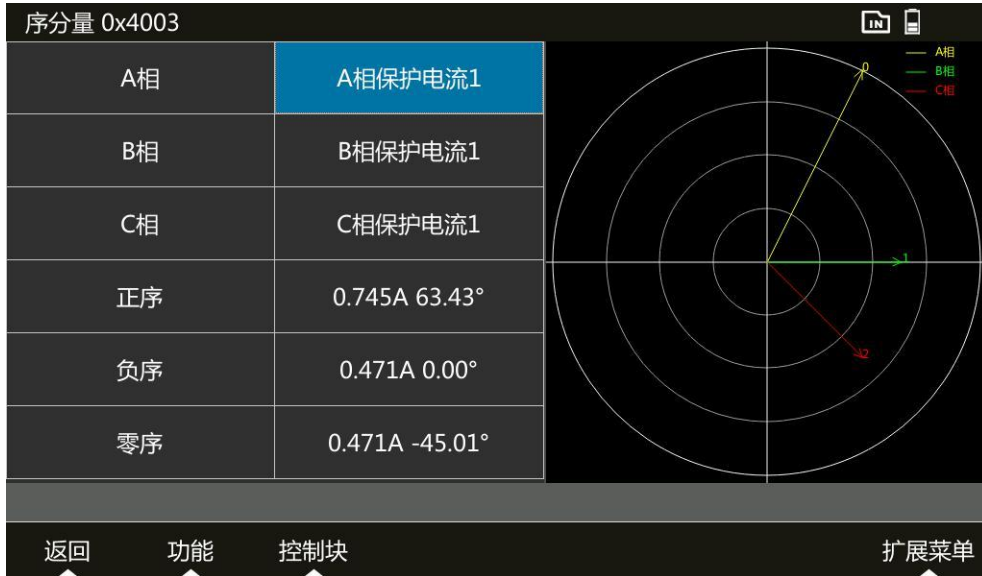 序分量 0x4003
IN
A相 A相保护电流1
B相 B相保护电流1
C相 C相保护电流1
正序 0.745A 63.43°
负序 0.471A 0.00°
零序 0.471A -45.01°
A相
B相
C相
0
1
2
返回 功能 控制块 扩展菜单